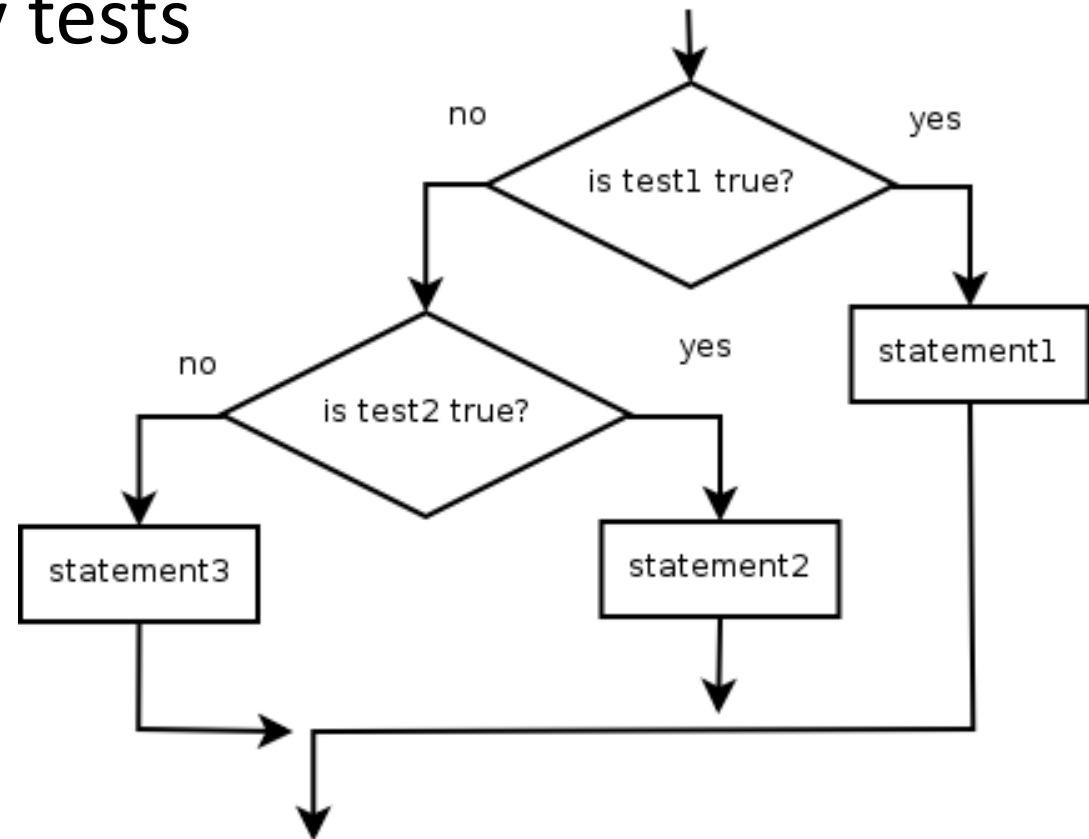 tests
no
yes
is test1 true?
no
yes
is test2 true?
statement1
statement3
statement2